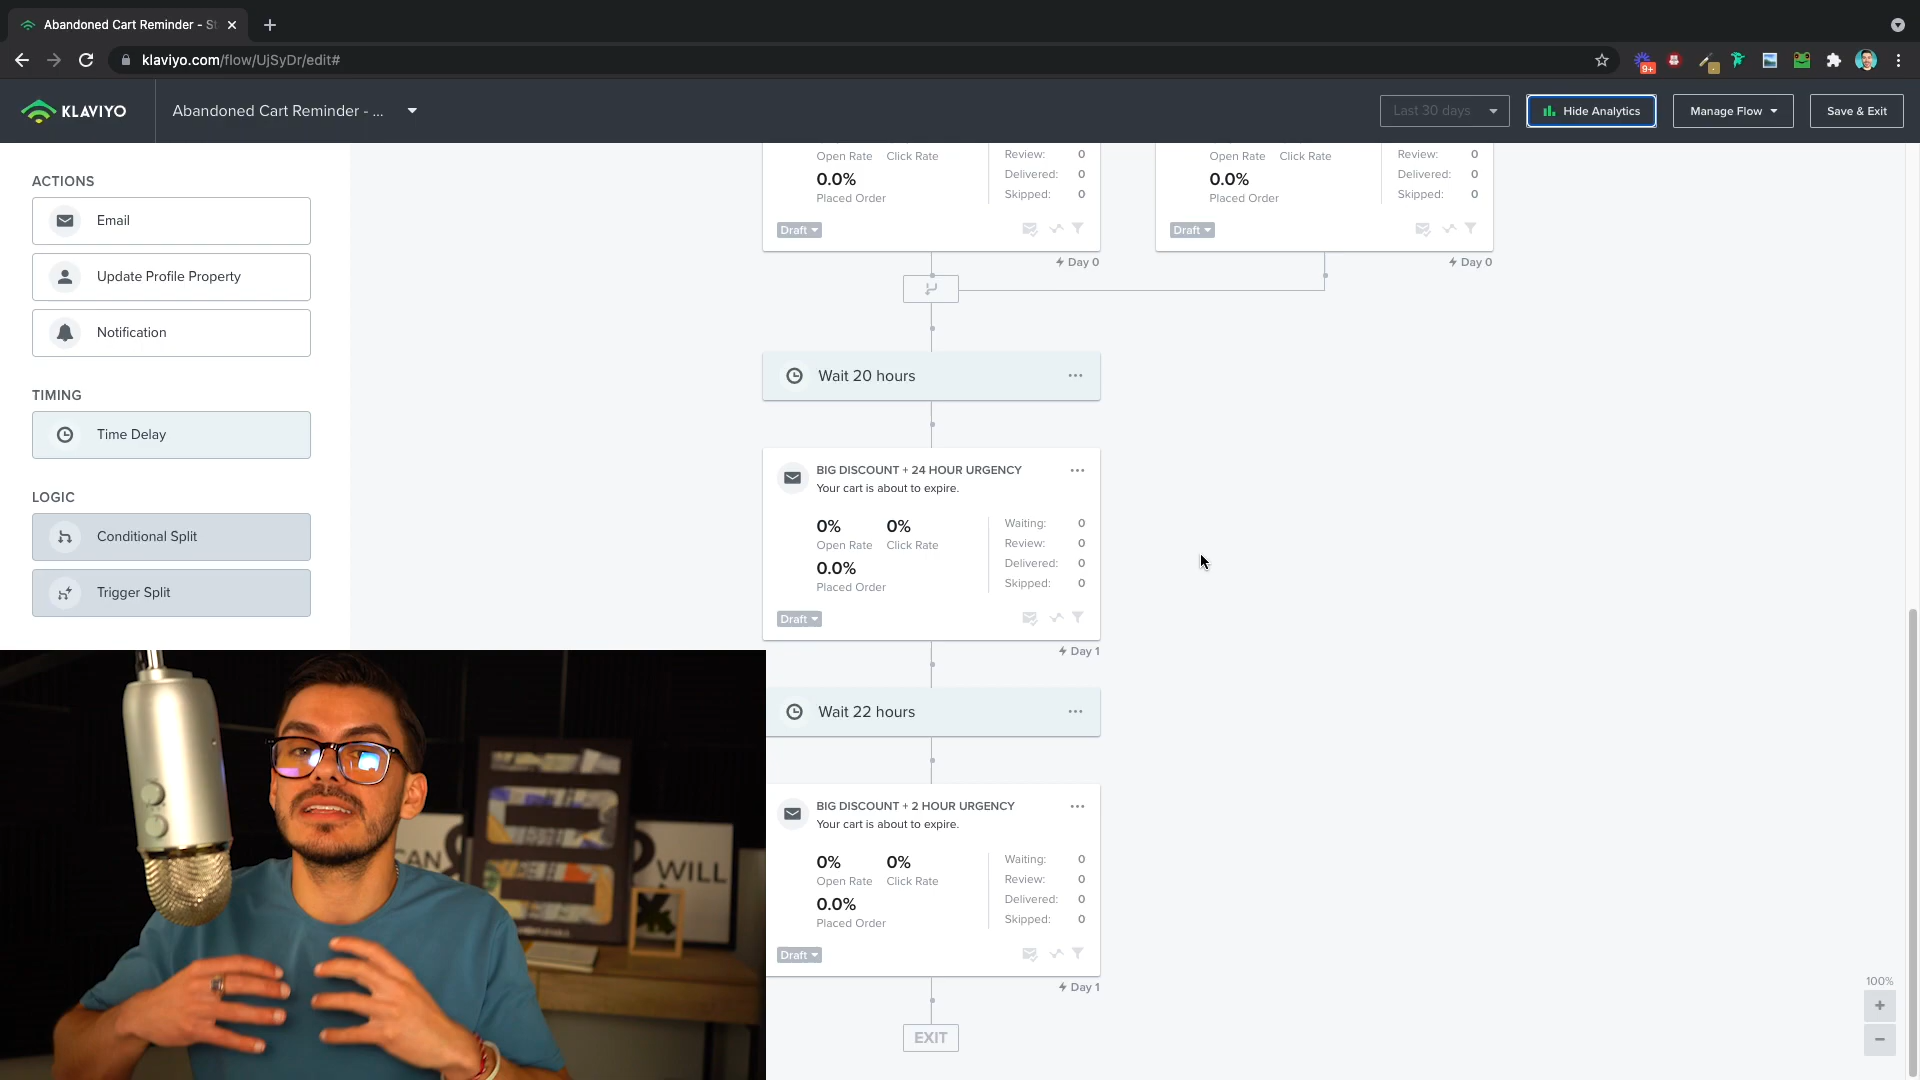 Abandoned Cart Reminder - St
klaviyo.com/flow/UjSyDr/edit#
9+
KLAVIYO
Abandoned Cart Reminder - ...
Last 30 days
Hide Analytics
Manage Flow
Save & Exit
ACTIONS
Email
Update Profile Property
Notification
TIMING
Time Delay
LOGIC
Conditional Split
Trigger Split
Open Rate Click Rate
0.0%
Placed Order
Review: 0
Delivered: 0
Skipped: 0
Draft
Day 0
Open Rate Click Rate
0.0%
Placed Order
Review: 0
Delivered: 0
Skipped: 0
Draft
Day 0
Wait 20 hours
BIG DISCOUNT + 24 HOUR URGENCY
Your cart is about to expire.
0% 0%
Open Rate Click Rate
0.0%
Placed Order
Waiting: 0
Review: 0
Delivered: 0
Skipped: 0
Draft
Day 1
Wait 22 hours
BIG DISCOUNT + 2 HOUR URGENCY
Your cart is about to expire.
0% 0%
Open Rate Click Rate
0.0%
Placed Order
Waiting: 0
Review: 0
Delivered: 0
Skipped: 0
Draft
Day 1
EXIT
100%
CAN
WILL